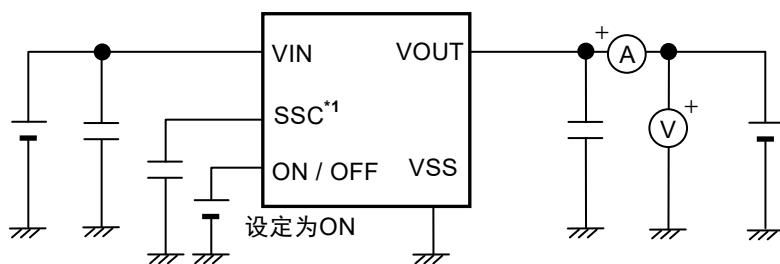 VIN VOUT + A
SSC*1 V +
ON / OFF VSS
设定为ON